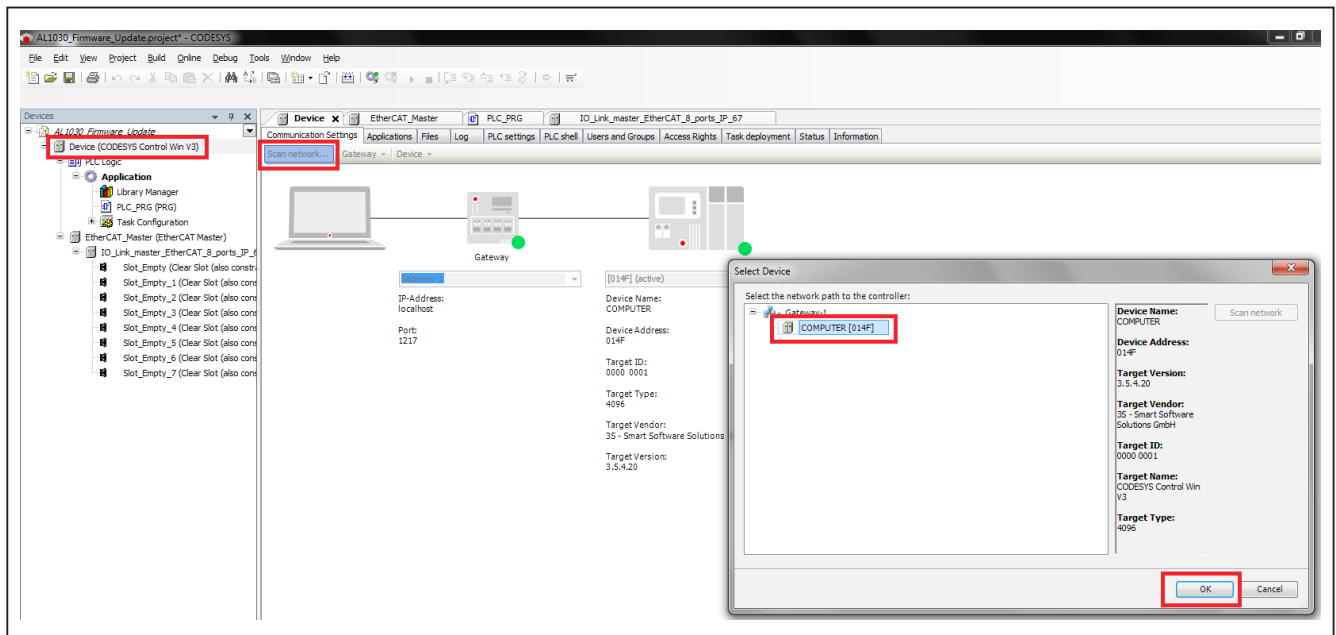 AL1030_Firmware_Update.project* - CODESYS
File Edit View Project Build Online Debug Tools Window Help
Devices
AL1030_Firmware_Update
Device (CODESYS Control Win V3)
PLC Logic
Application
Library Manager
PLC_PRG (PRG)
Task Configuration
EtherCAT_Master (EtherCAT Master)
IO_Link_master_EtherCAT_8_ports_IP_6
Slot_Empty (Clear Slot (also constr
Slot_Empty_1 (Clear Slot (also cons
Slot_Empty_2 (Clear Slot (also cons
Slot_Empty_3 (Clear Slot (also cons
Slot_Empty_4 (Clear Slot (also cons
Slot_Empty_5 (Clear Slot (also cons
Slot_Empty_6 (Clear Slot (also cons
Slot_Empty_7 (Clear Slot (also cons
Device EtherCAT_Master PLC_PRG IO_Link_master_EtherCAT_8_ports_IP_67
Communication Settings Applications Files Log PLC settings PLC shell Users and Groups Access Rights Task deployment Status Information
Scan network... Gateway Device
Gateway
Gateway-1
IP-Address:
localhost
Port:
1217
[014F] (active)
Device Name:
COMPUTER
Device Address:
014F
Target ID:
0000 0001
Target Type:
4096
Target Vendor:
3S - Smart Software Solutions
Target Version:
3.5.4.20
Select Device
Select the network path to the controller:
Gateway-1
COMPUTER [014F]
Device Name:
COMPUTER
Device Address:
014F
Target Version:
3.5.4.20
Target Vendor:
3S - Smart Software
Solutions GmbH
Target ID:
0000 0001
Target Name:
CODESYS Control Win
V3
Target Type:
4096
Scan network
OK Cancel